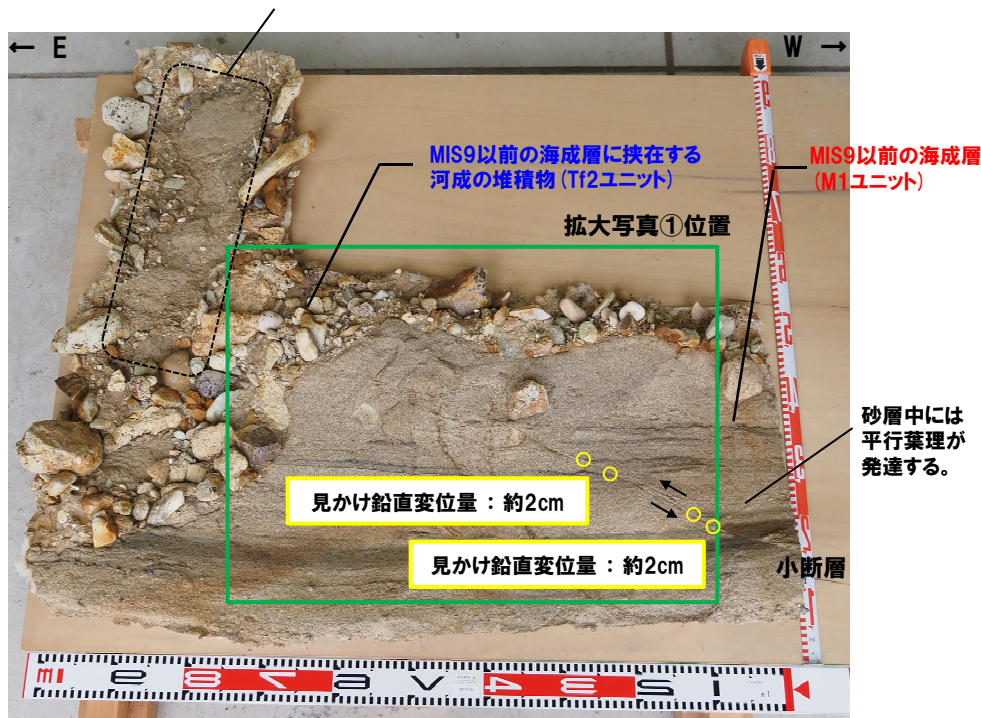 ← E
W →
MIS9以前の海成層に挟在する
河成の堆積物(Tf2ユニット)
MIS9以前の海成層
(M1ユニット)
拡大写真①位置
砂層中には
平行葉理が
発達する。
見かけ鉛直変位量 : 約2cm
見かけ鉛直変位量 : 約2cm
小断層